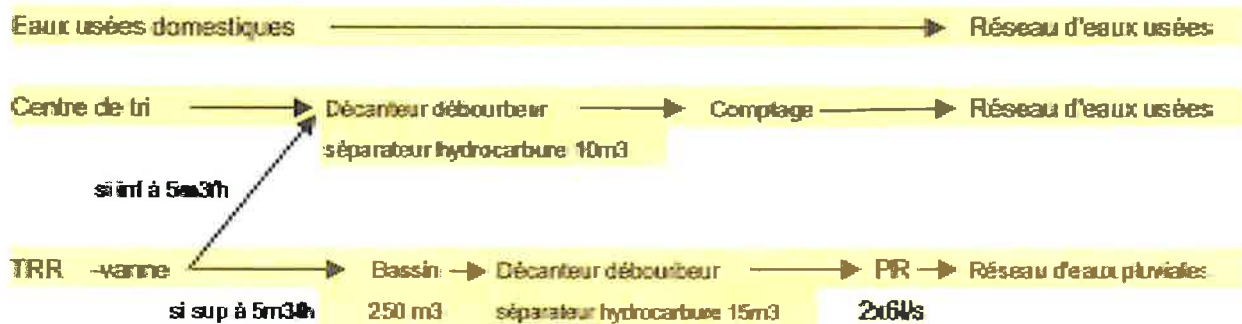 Eaux usées domestiques Réseau d'eaux usées
Centre de tri Décanteur débourbeur Comptage Réseau d'eaux usées
séparateur hydrocarbure 10m3
si inf à 5m3/h
TRR -vanne Bassin Décanteur débourbeur PR Réseau d'eaux pluviales
si sup à 5m3/h 250 m3 séparateur hydrocarbure 15m3